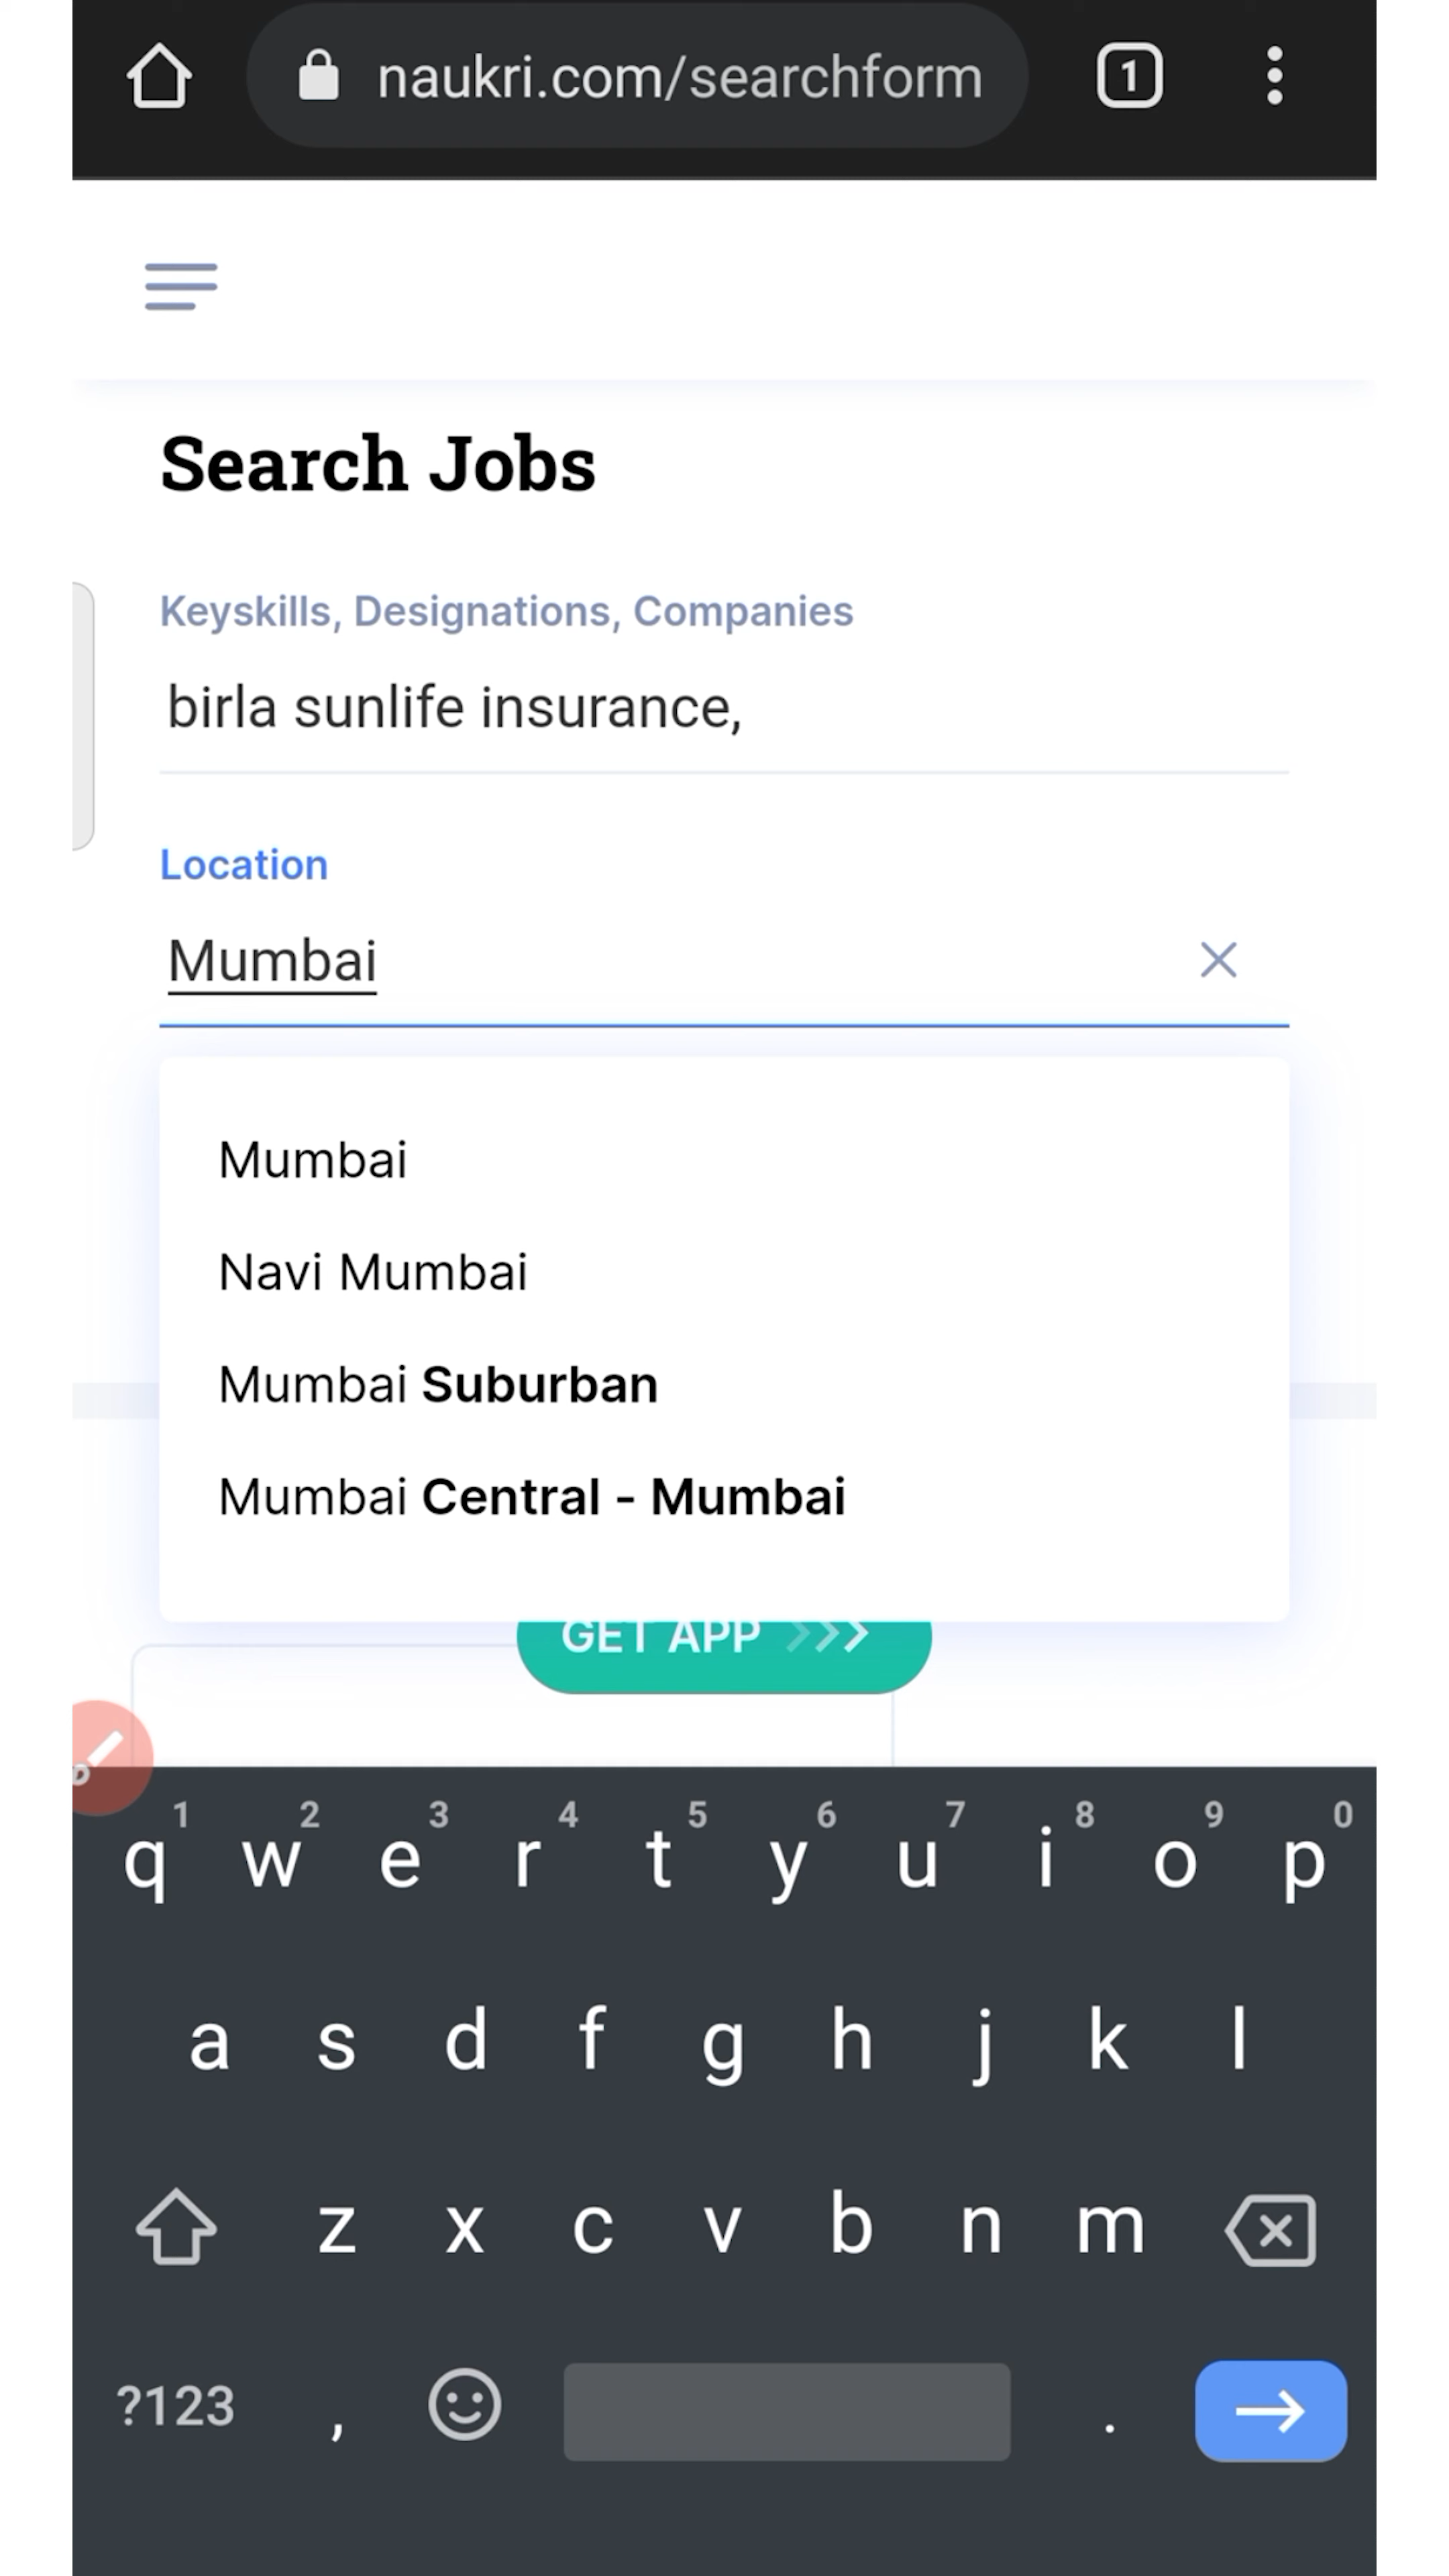 naukri.com/searchform
1
Search Jobs
Keyskills, Designations, Companies
birla sunlife insurance,
Location
Mumbai
Mumbai
Navi Mumbai
Mumbai Suburban
Mumbai Central - Mumbai
GET APP
1 2 3 4 5 6 7 8 9 0
q w e r t y u i o p
a s d f g h j k l
z x c v b n m
?123 , .